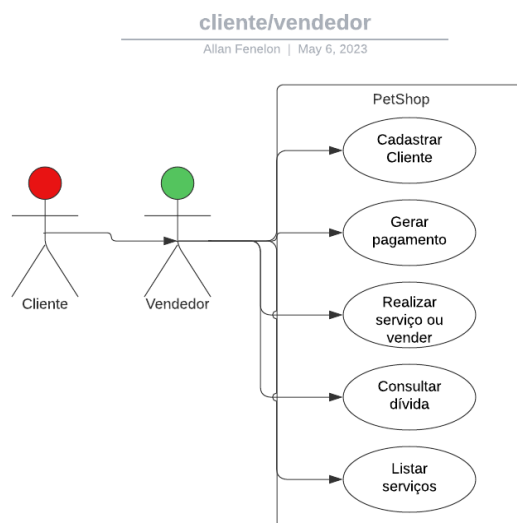 cliente/vendedor
Allan Fenelon | May 6, 2023
PetShop
Cadastrar
Cliente
Gerar
pagamento
Cliente
Vendedor
Realizar
serviço ou
vender
Consultar
dívida
Listar
serviços